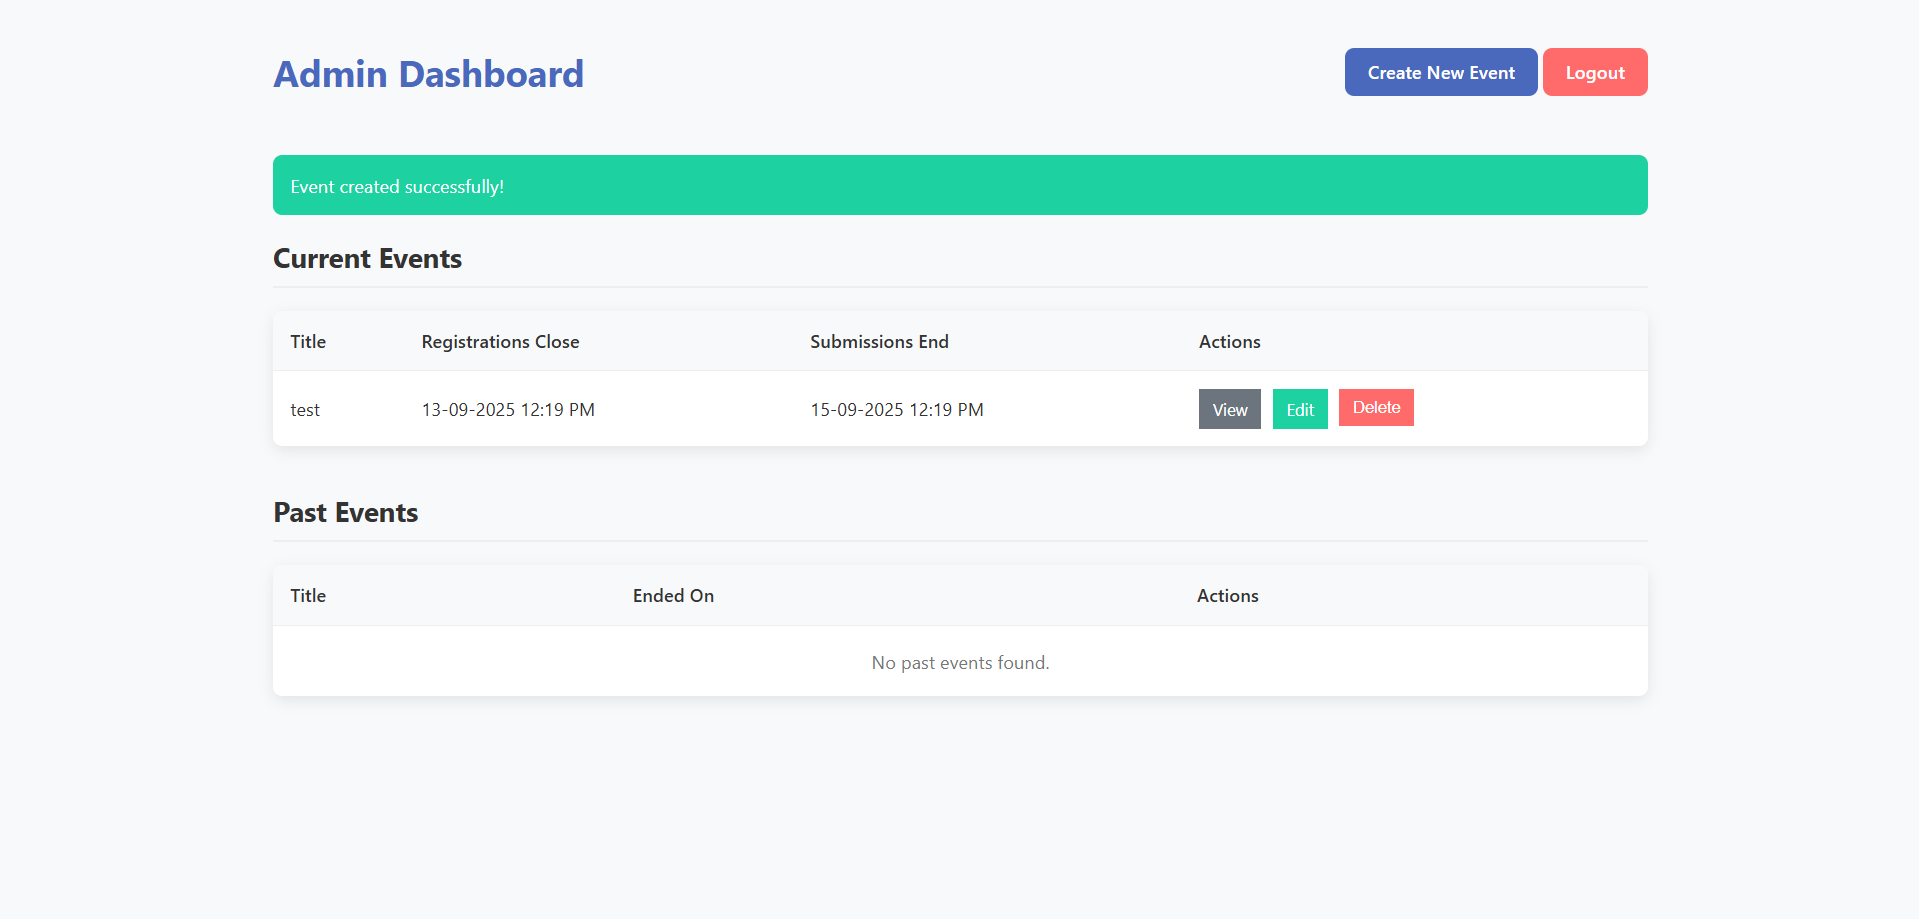 Admin Dashboard
Create New Event Logout
Event created successfully!
Current Events
Title Registrations Close Submissions End Actions
test 13-09-2025 12:19 PM 15-09-2025 12:19 PM View Edit Delete
Past Events
Title Ended On Actions
No past events found.